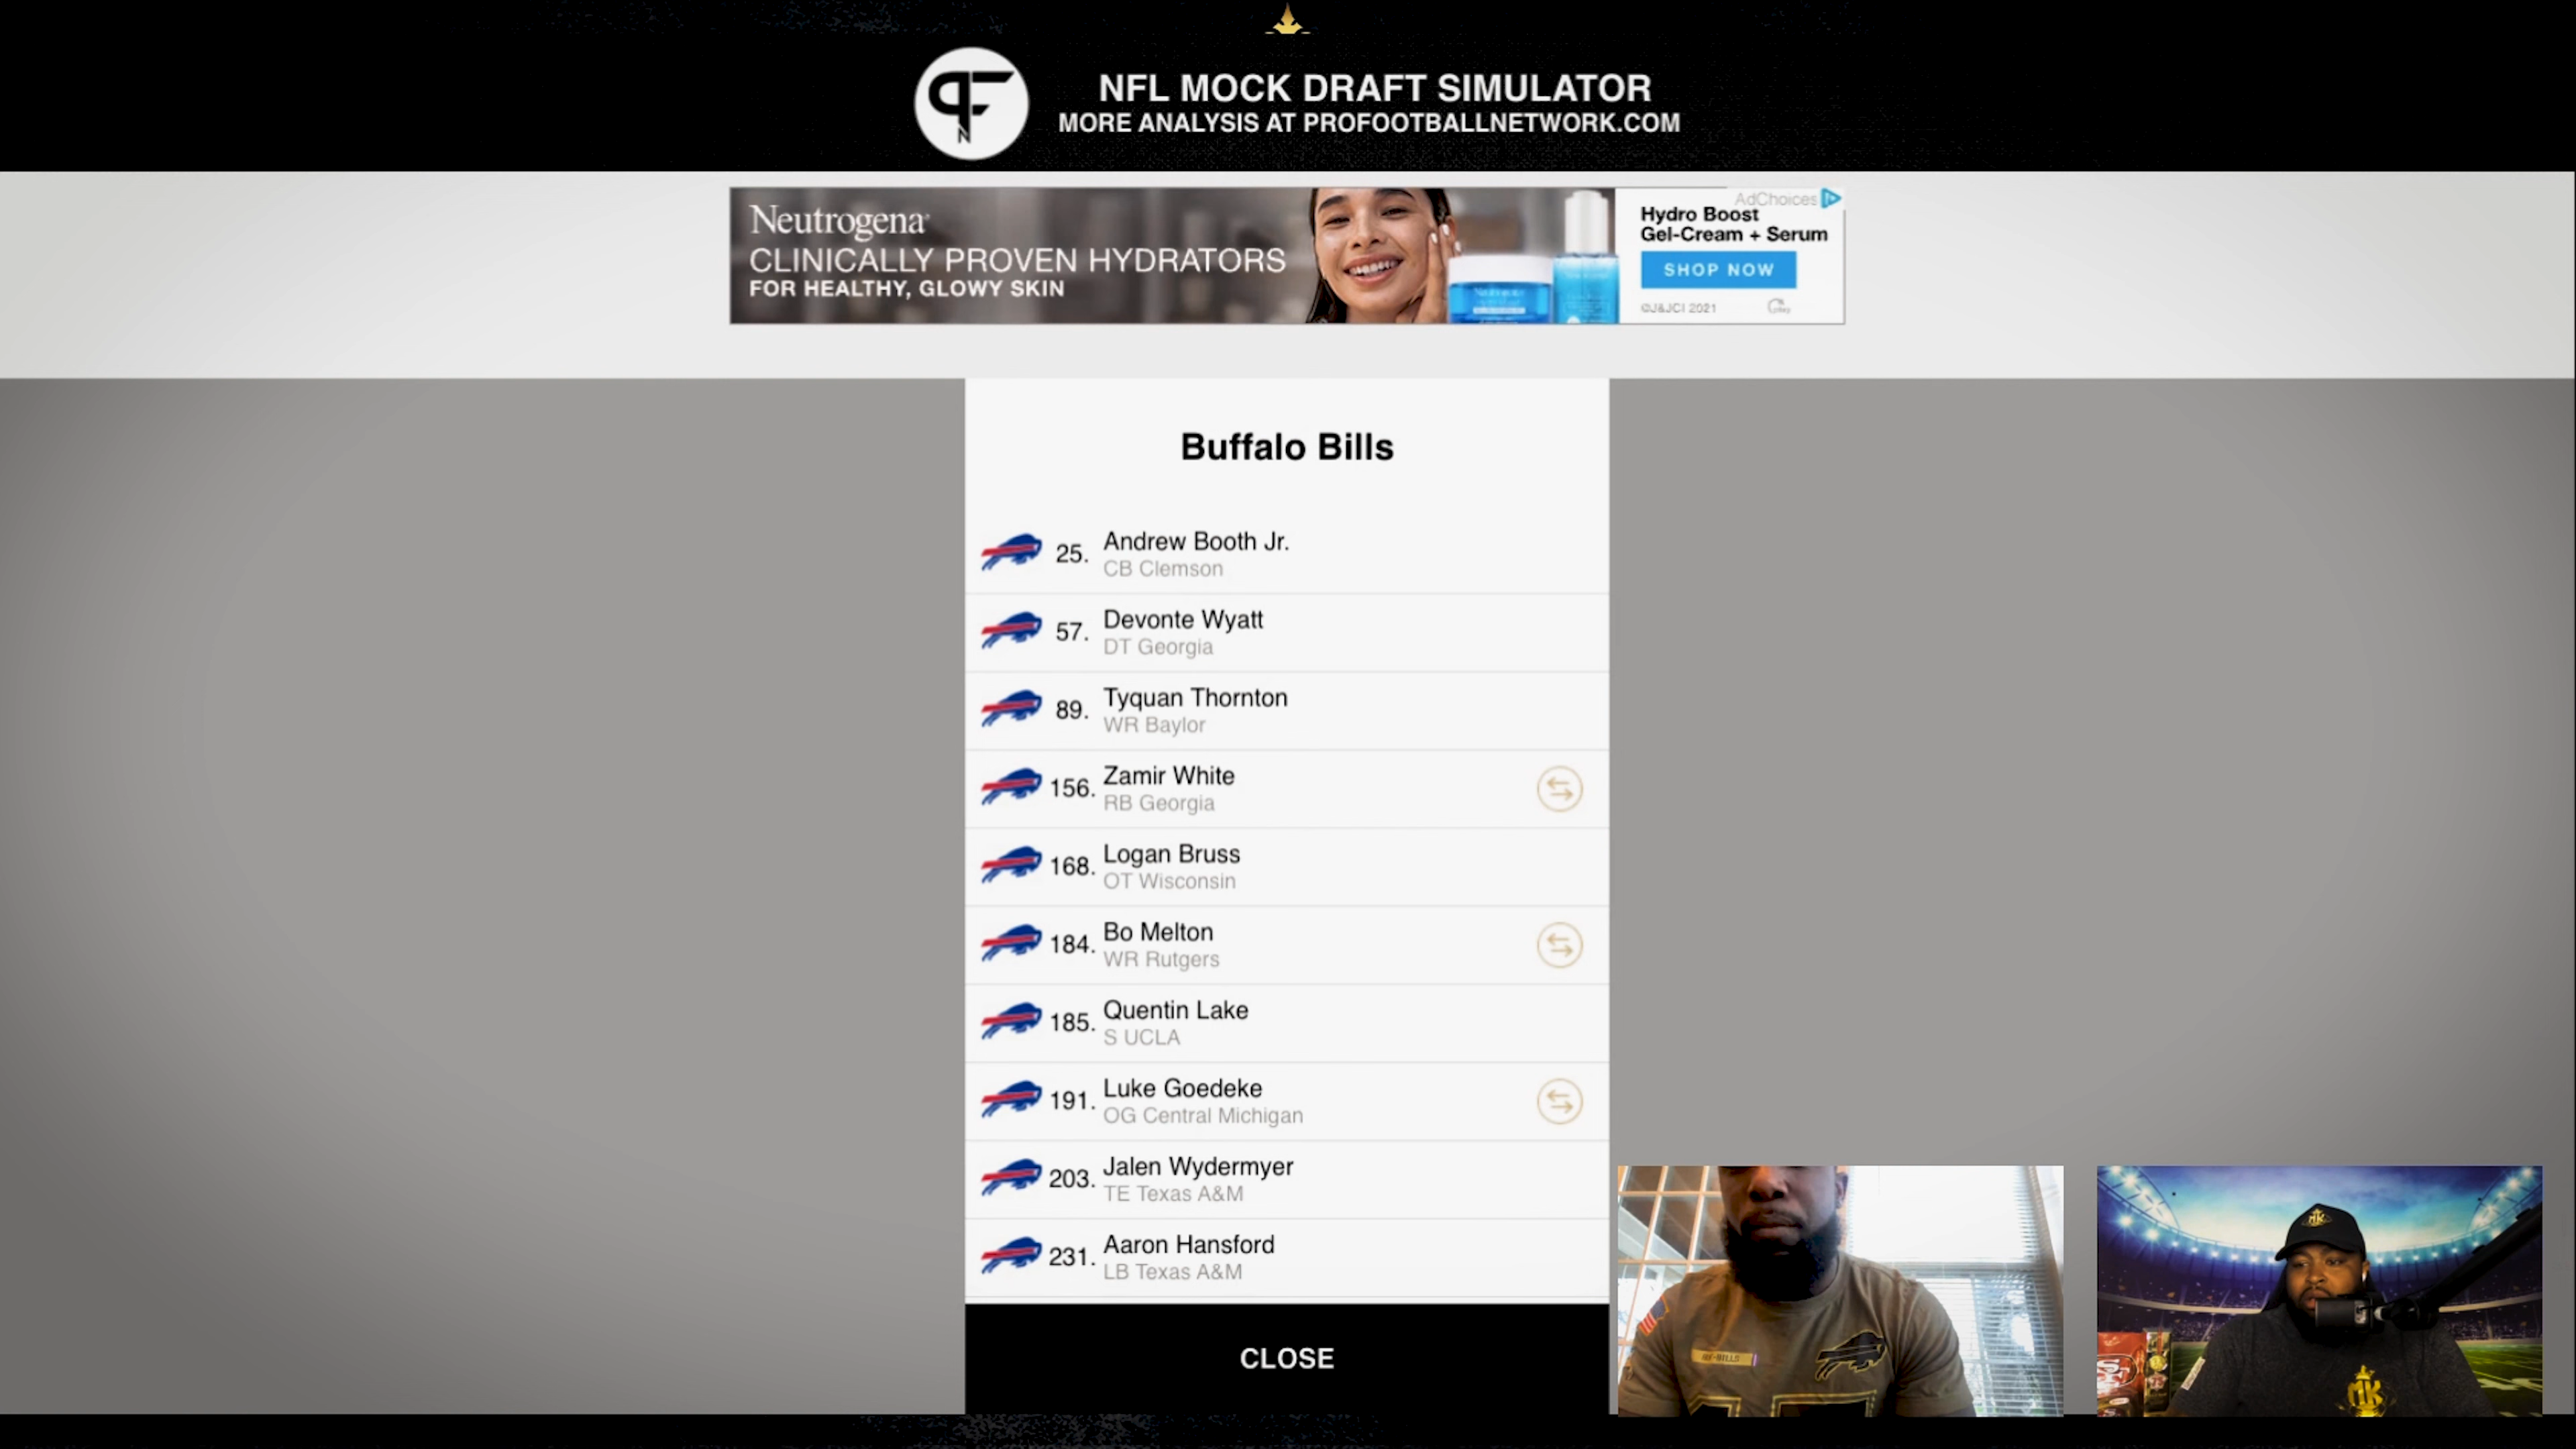 NFL MOCK DRAFT SIMULATOR
MORE ANALYSIS AT PROFOOTBALLNETWORK.COM
Neutrogena
CLINICALLY PROVEN HYDRATORS
FOR HEALTHY, GLOWY SKIN
AdChoices
Hydro Boost
Gel-Cream + Serum
SHOP NOW
©J&JCI 2021
Buffalo Bills
25. Andrew Booth Jr.
CB Clemson
57. Devonte Wyatt
DT Georgia
89. Tyquan Thornton
WR Baylor
156. Zamir White
RB Georgia
168. Logan Bruss
OT Wisconsin
184. Bo Melton
WR Rutgers
185. Quentin Lake
S UCLA
191. Luke Goedeke
OG Central Michigan
203. Jalen Wydermyer
TE Texas A&M
231. Aaron Hansford
LB Texas A&M
CLOSE
MK
MK